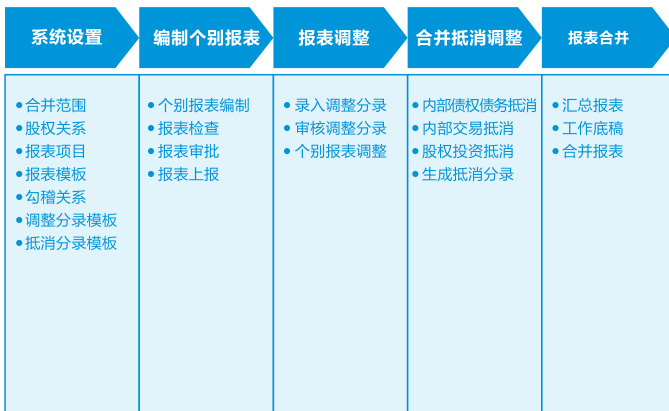 系统设置
编制个别报表
报表调整
合并抵消调整
报表合并
•合并范围
•股权关系
•报表项目
•报表模板
•勾稽关系
•调整分录模板
•抵消分录模板
•个别报表编制
•报表检查
•报表审批
•报表上报
•录入调整分录
•审核调整分录
•个别报表调整
•内部债权债务抵消
•内部交易抵消
•股权投资抵消
•生成抵消分录
•汇总报表
•工作底稿
•合并报表